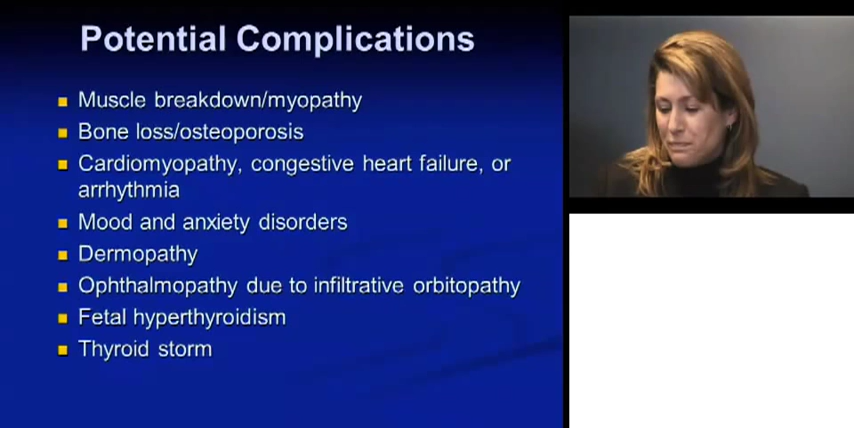 Potential Complications
Muscle breakdown/myopathy
Bone loss/osteoporosis
Cardiomyopathy, congestive heart failure, or
arrhythmia
Mood and anxiety disorders
Dermopathy
Ophthalmopathy due to infiltrative orbitopathy
Fetal hyperthyroidism
Thyroid storm